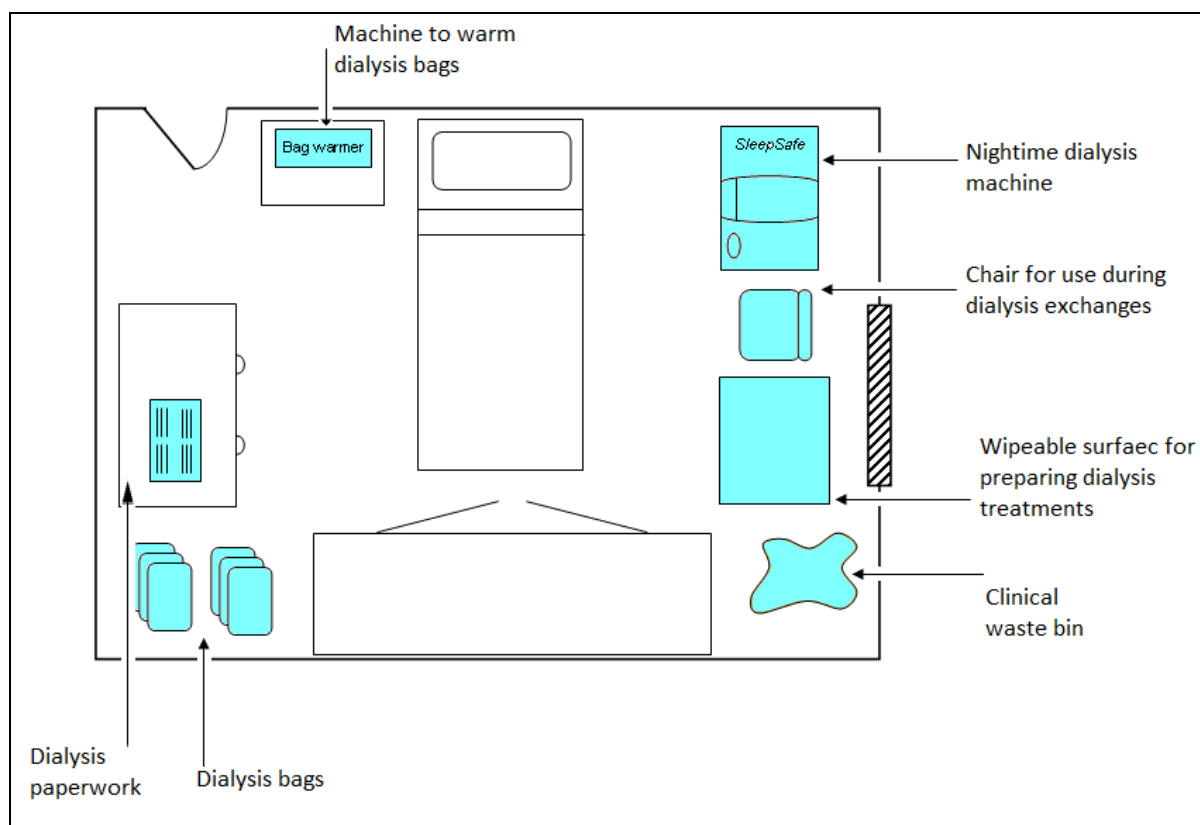 Machine to warm
dialysis bags
Bag warmer
SleepSafe
Nightime dialysis
machine
Chair for use during
dialysis exchanges
Wipeable surfaec for
preparing dialysis
treatments
Clinical
waste bin
Dialysis
paperwork
Dialysis bags